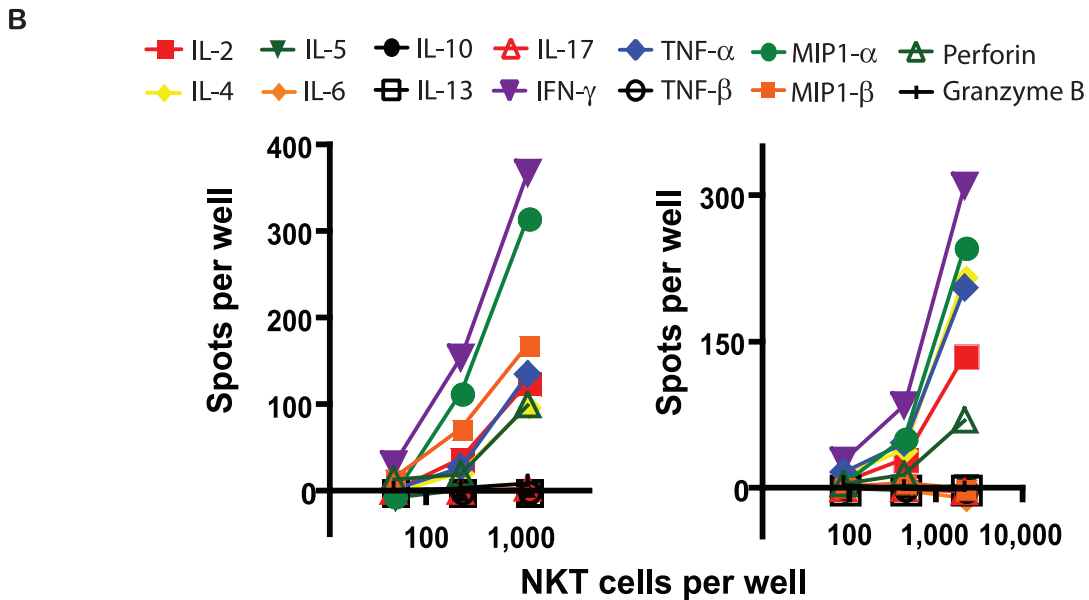 B
IL-2 IL-5 IL-10 IL-17 TNF-α MIP1-α Perforin
IL-4 IL-6 IL-13 IFN-γ TNF-β MIP1-β Granzyme B
Spots per well
400
300
200
100
0
100 1,000
Spots per well
300
150
0
100 1,000 10,000
NKT cells per well